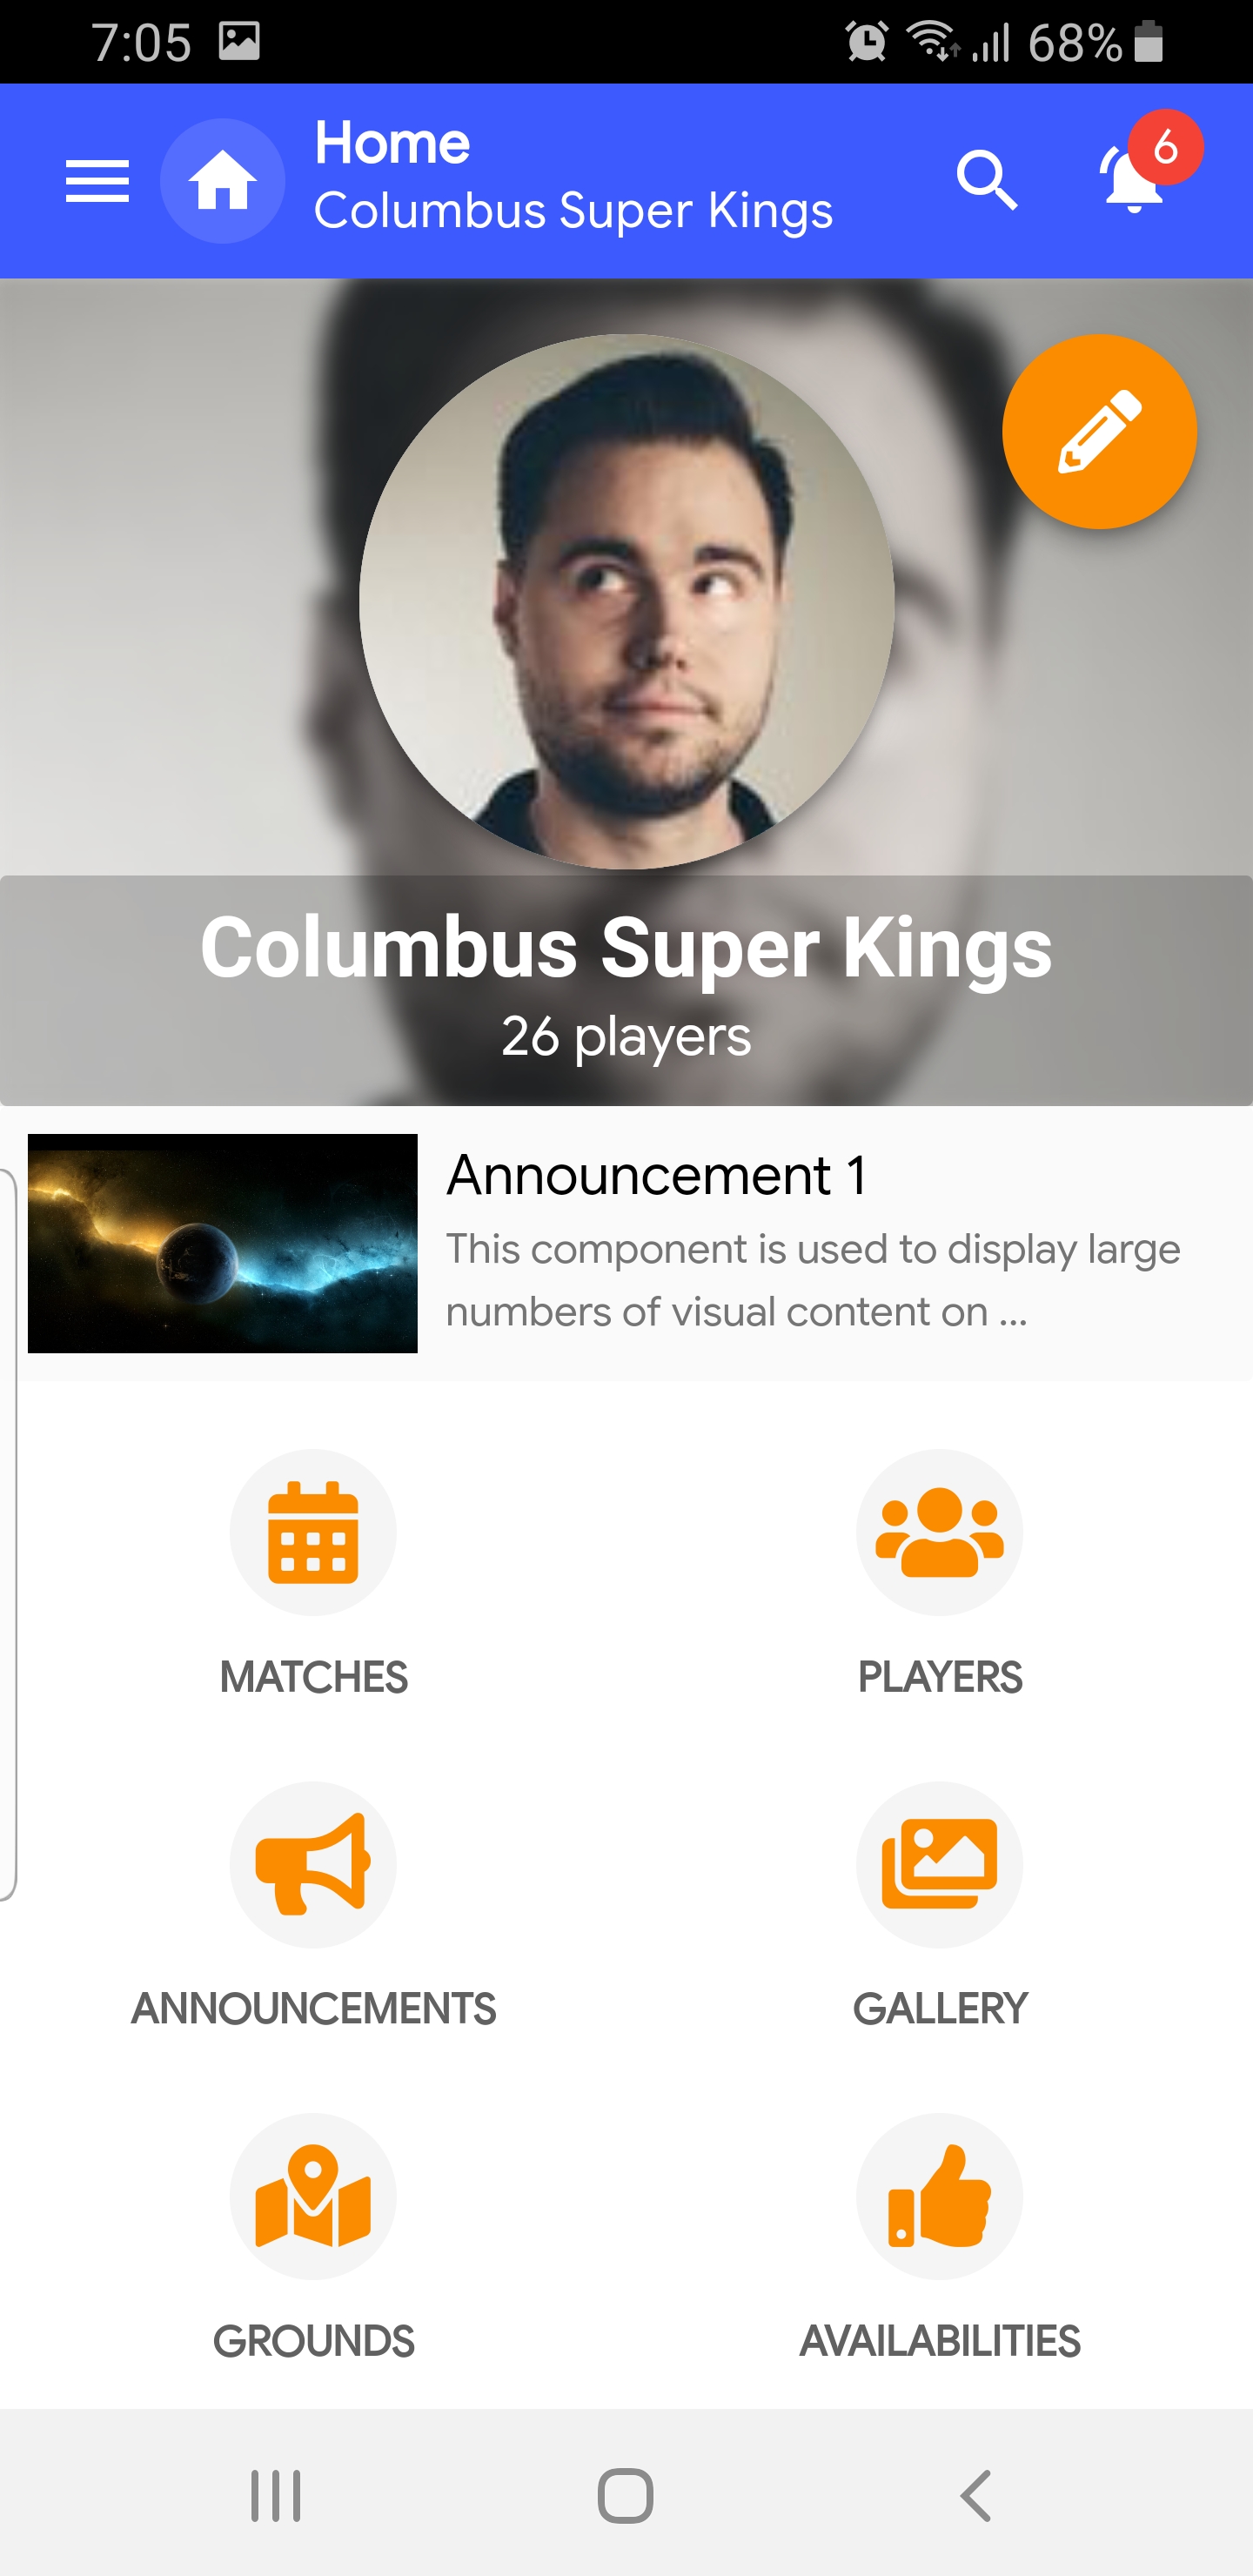 7:05
68%
Home
6
Columbus Super Kings
Columbus Super Kings
26 players
Announcement 1
This component is used to display large
numbers of visual content on ...
MATCHES
PLAYERS
ANNOUNCEMENTS
GALLERY
GROUNDS
AVAILABILITIES